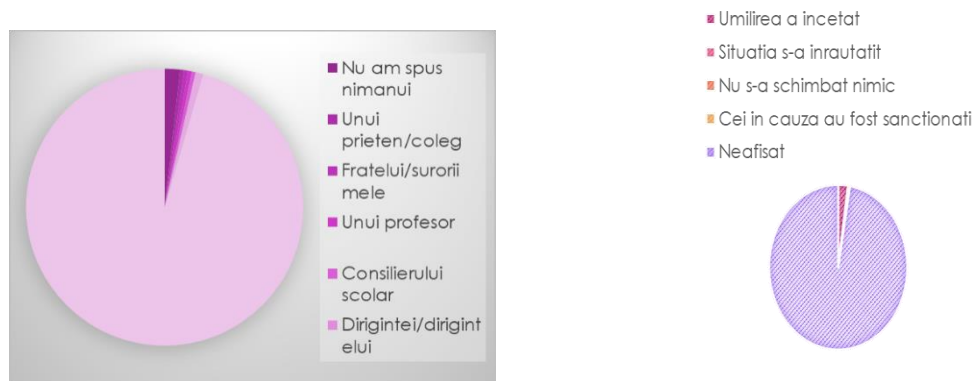 Nu am spus
nimanui
Unui
prieten/coleg
Fratelui/surorii
mele
Unui profesor
Consilierului
scolar
Dirigintei/dirigint
elui
Umilirea a incetat
Situatia s-a inrautatit
Nu s-a schimbat nimic
Cei in cauza au fost sanctionati
Neafisat